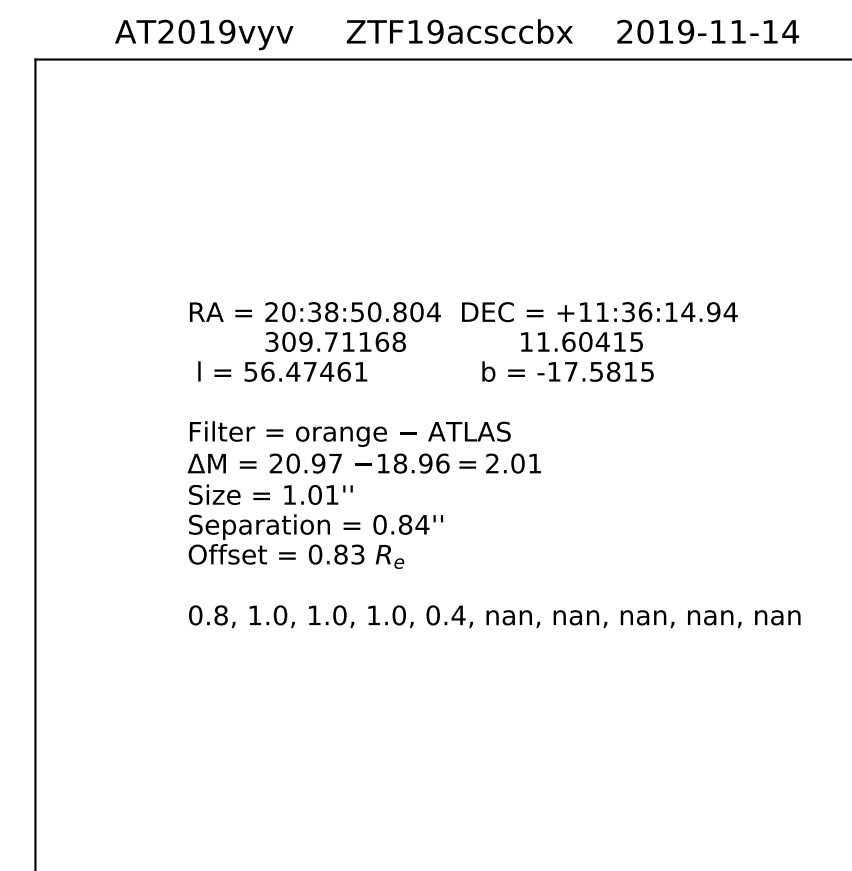 AT2019vyv ZTF19acsccbx 2019-11-14
RA = 20:38:50.804 DEC = +11:36:14.94
309.71168 11.60415
l = 56.47461 b = -17.5815
Filter = orange − ATLAS
ΔM = 20.97 −18.96 = 2.01
Size = 1.01''
Separation = 0.84''
Offset = 0.83 Rₑ
0.8, 1.0, 1.0, 1.0, 0.4, nan, nan, nan, nan, nan